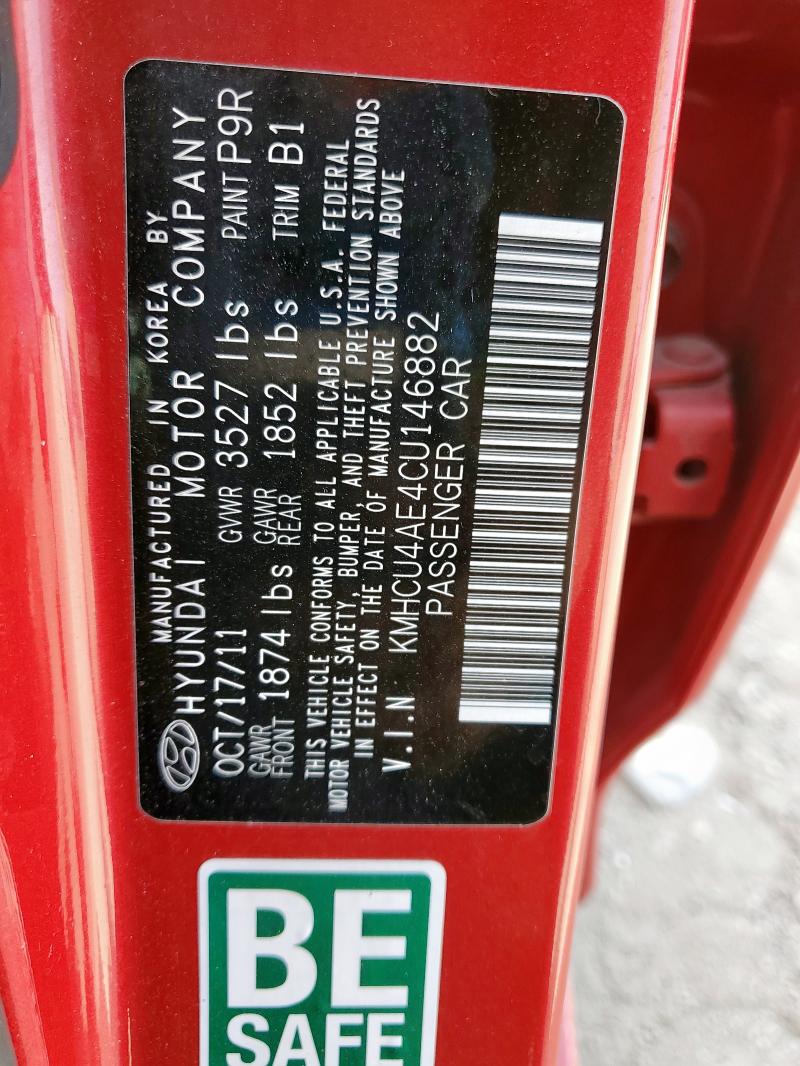 MANUFACTURED IN KOREA BY
HYUNDAI MOTOR COMPANY
OCT/17/11 GVWR 3527 lbs PAINT P9R
GAWR FRONT 1874 lbs GAWR REAR 1852 lbs TRIM B1
THIS VEHICLE CONFORMS TO ALL APPLICABLE U.S.A. FEDERAL
MOTOR VEHICLE SAFETY, BUMPER, AND THEFT PREVENTION STANDARDS
IN EFFECT ON THE DATE OF MANUFACTURE SHOWN ABOVE
V.I.N KMHCU4AE4CU146882
PASSENGER CAR
BE
SAFE